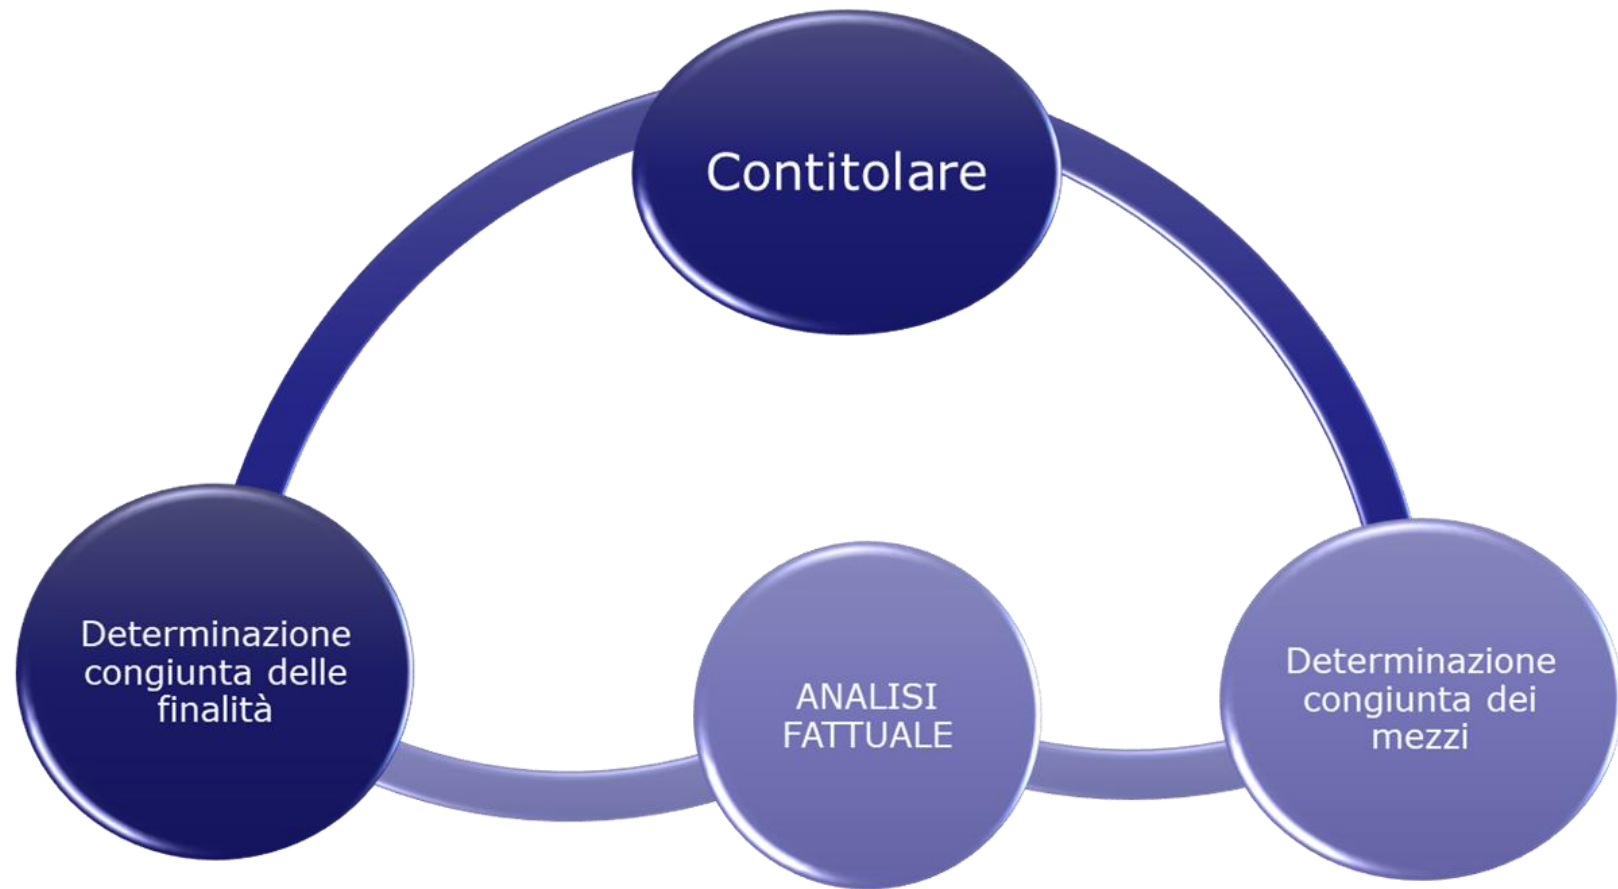 Contitolare
Determinazione
congiunta delle
finalità
ANALISI
FATTUALE
Determinazione
congiunta dei
mezzi